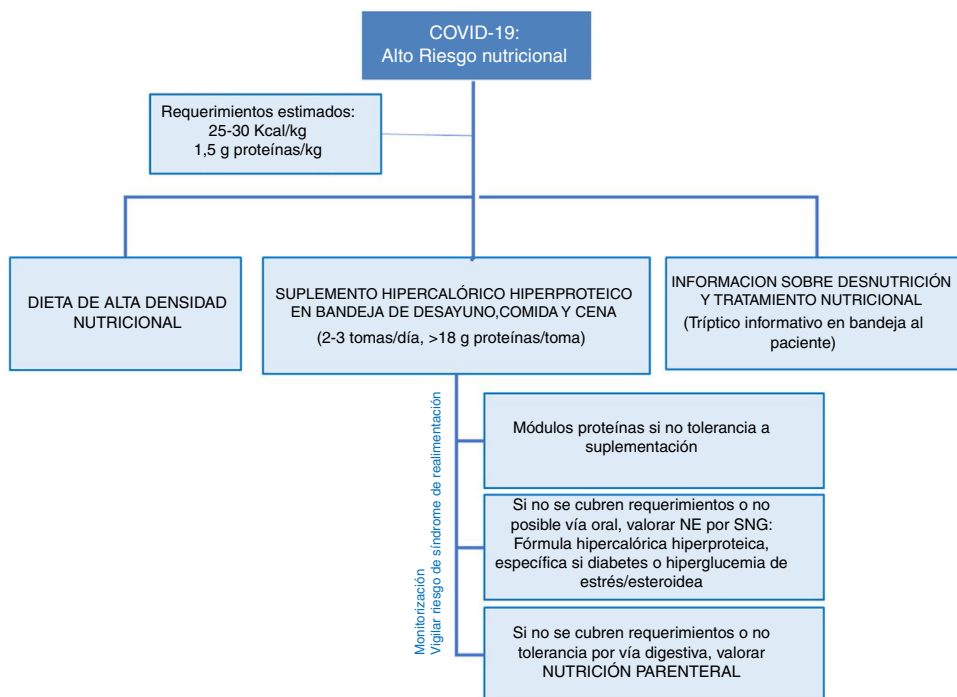 COVID-19:
Alto Riesgo nutricional
Requerimientos estimados:
25-30 Kcal/kg
1,5 g proteínas/kg
DIETA DE ALTA DENSIDAD
NUTRICIONAL
SUPLEMENTO HIPERCALÓRICO HIPERPROTEICO
EN BANDEJA DE DESAYUNO,COMIDA Y CENA
(2-3 tomas/día, >18 g proteínas/toma)
INFORMACION SOBRE DESNUTRICIÓN
Y TRATAMIENTO NUTRICIONAL
(Tríptico informativo en bandeja al
paciente)
Monitorización
Vigilar riesgo de síndrome de realimentación
Módulos proteínas si no tolerancia a
suplementación
Si no se cubren requerimientos o no
posible vía oral, valorar NE por SNG:
Fórmula hipercalórica hiperproteica,
específica si diabetes o hiperglucemia de
estrés/esteroidea
Si no se cubren requerimientos o no
tolerancia por vía digestiva, valorar
NUTRICIÓN PARENTERAL